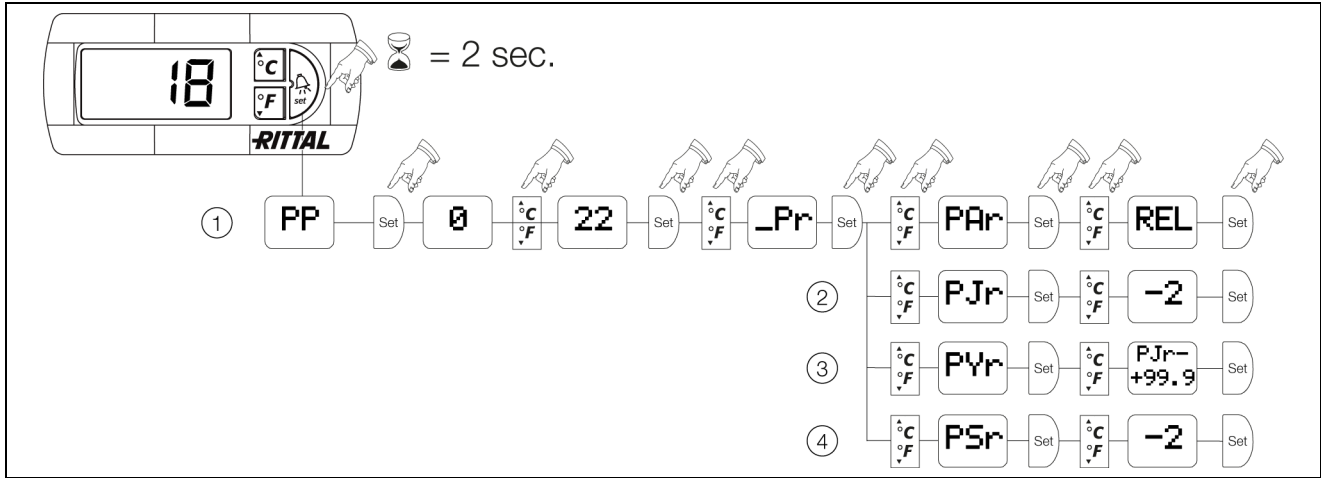 = 2 sec.
18
°C
°F
set
RITTAL
1 PP Set 0 °C °F 22 Set °C °F _Pr Set °C °F PAr Set °C °F REL Set
2 °C °F PJr Set °C °F -2 Set
3 °C °F PYr Set °C °F PJr- +99.9 Set
4 °C °F PSr Set °C °F -2 Set